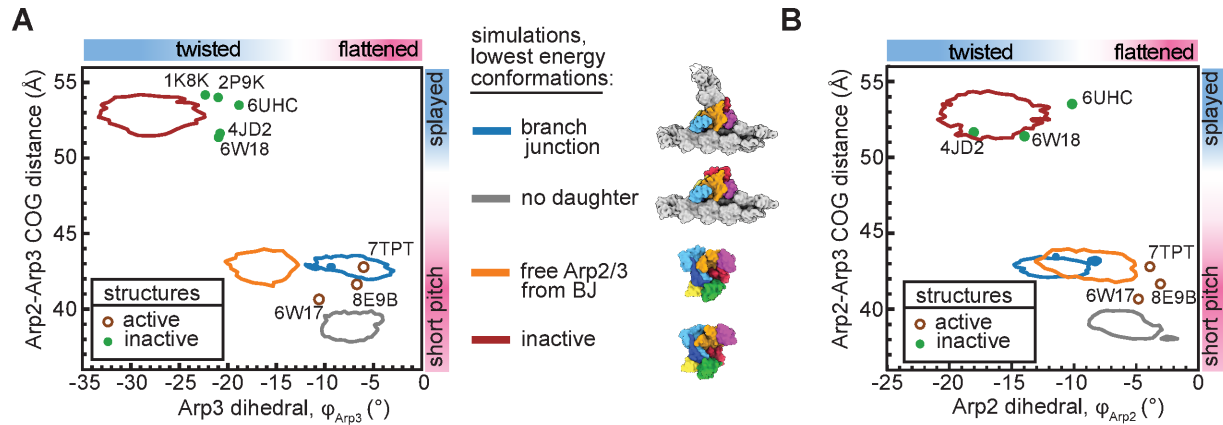 A
twisted
flattened
Arp2-Arp3 COG distance (Å)
55
50
45
40
splayed
short pitch
1K8K
2P9K
6UHC
4JD2
6W18
7TPT
8E9B
6W17
structures
active
inactive
-35
-30
-25
-20
-15
-10
-5
0
Arp3 dihedral, φArp3 (°)
simulations,
lowest energy
conformations:
branch
junction
no daughter
free Arp2/3
from BJ
inactive
B
twisted
flattened
Arp2-Arp3 COG distance (Å)
55
50
45
40
splayed
short pitch
6UHC
4JD2
6W18
7TPT
6W17
8E9B
structures
active
inactive
-25
-20
-15
-10
-5
0
Arp2 dihedral, φArp2 (°)